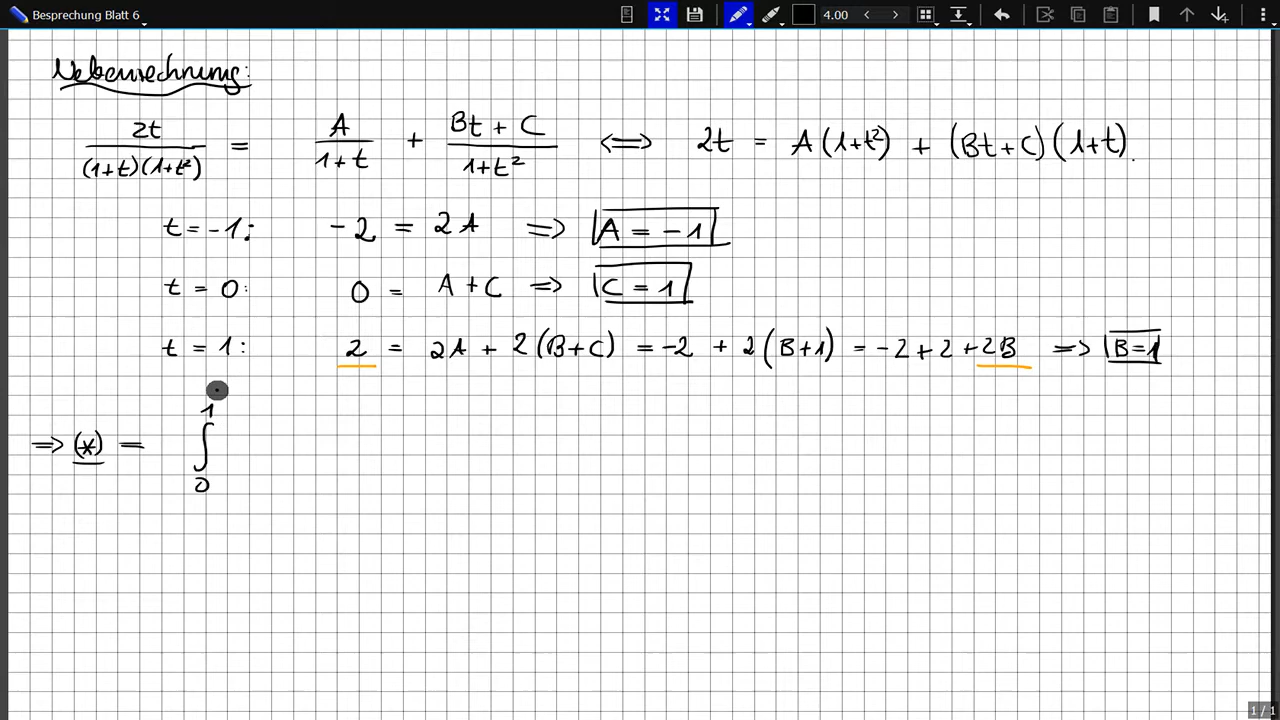 Besprechung Blatt 6
4.00
Nebenrechnung:
2t/((1+t)(1+t²)) = A/(1+t) + (Bt + C)/(1+t²) ⟺ 2t = A(1+t²) + (Bt+C)(1+t).
t = -1: -2 = 2A ⟹ A = -1
t = 0: 0 = A+C ⟹ C = 1
t = 1: 2 = 2A + 2(B+C) = -2 + 2(B+1) = -2 + 2 + 2B ⟹ B=1
⟹ (*) = ∫₀¹
1 / 1